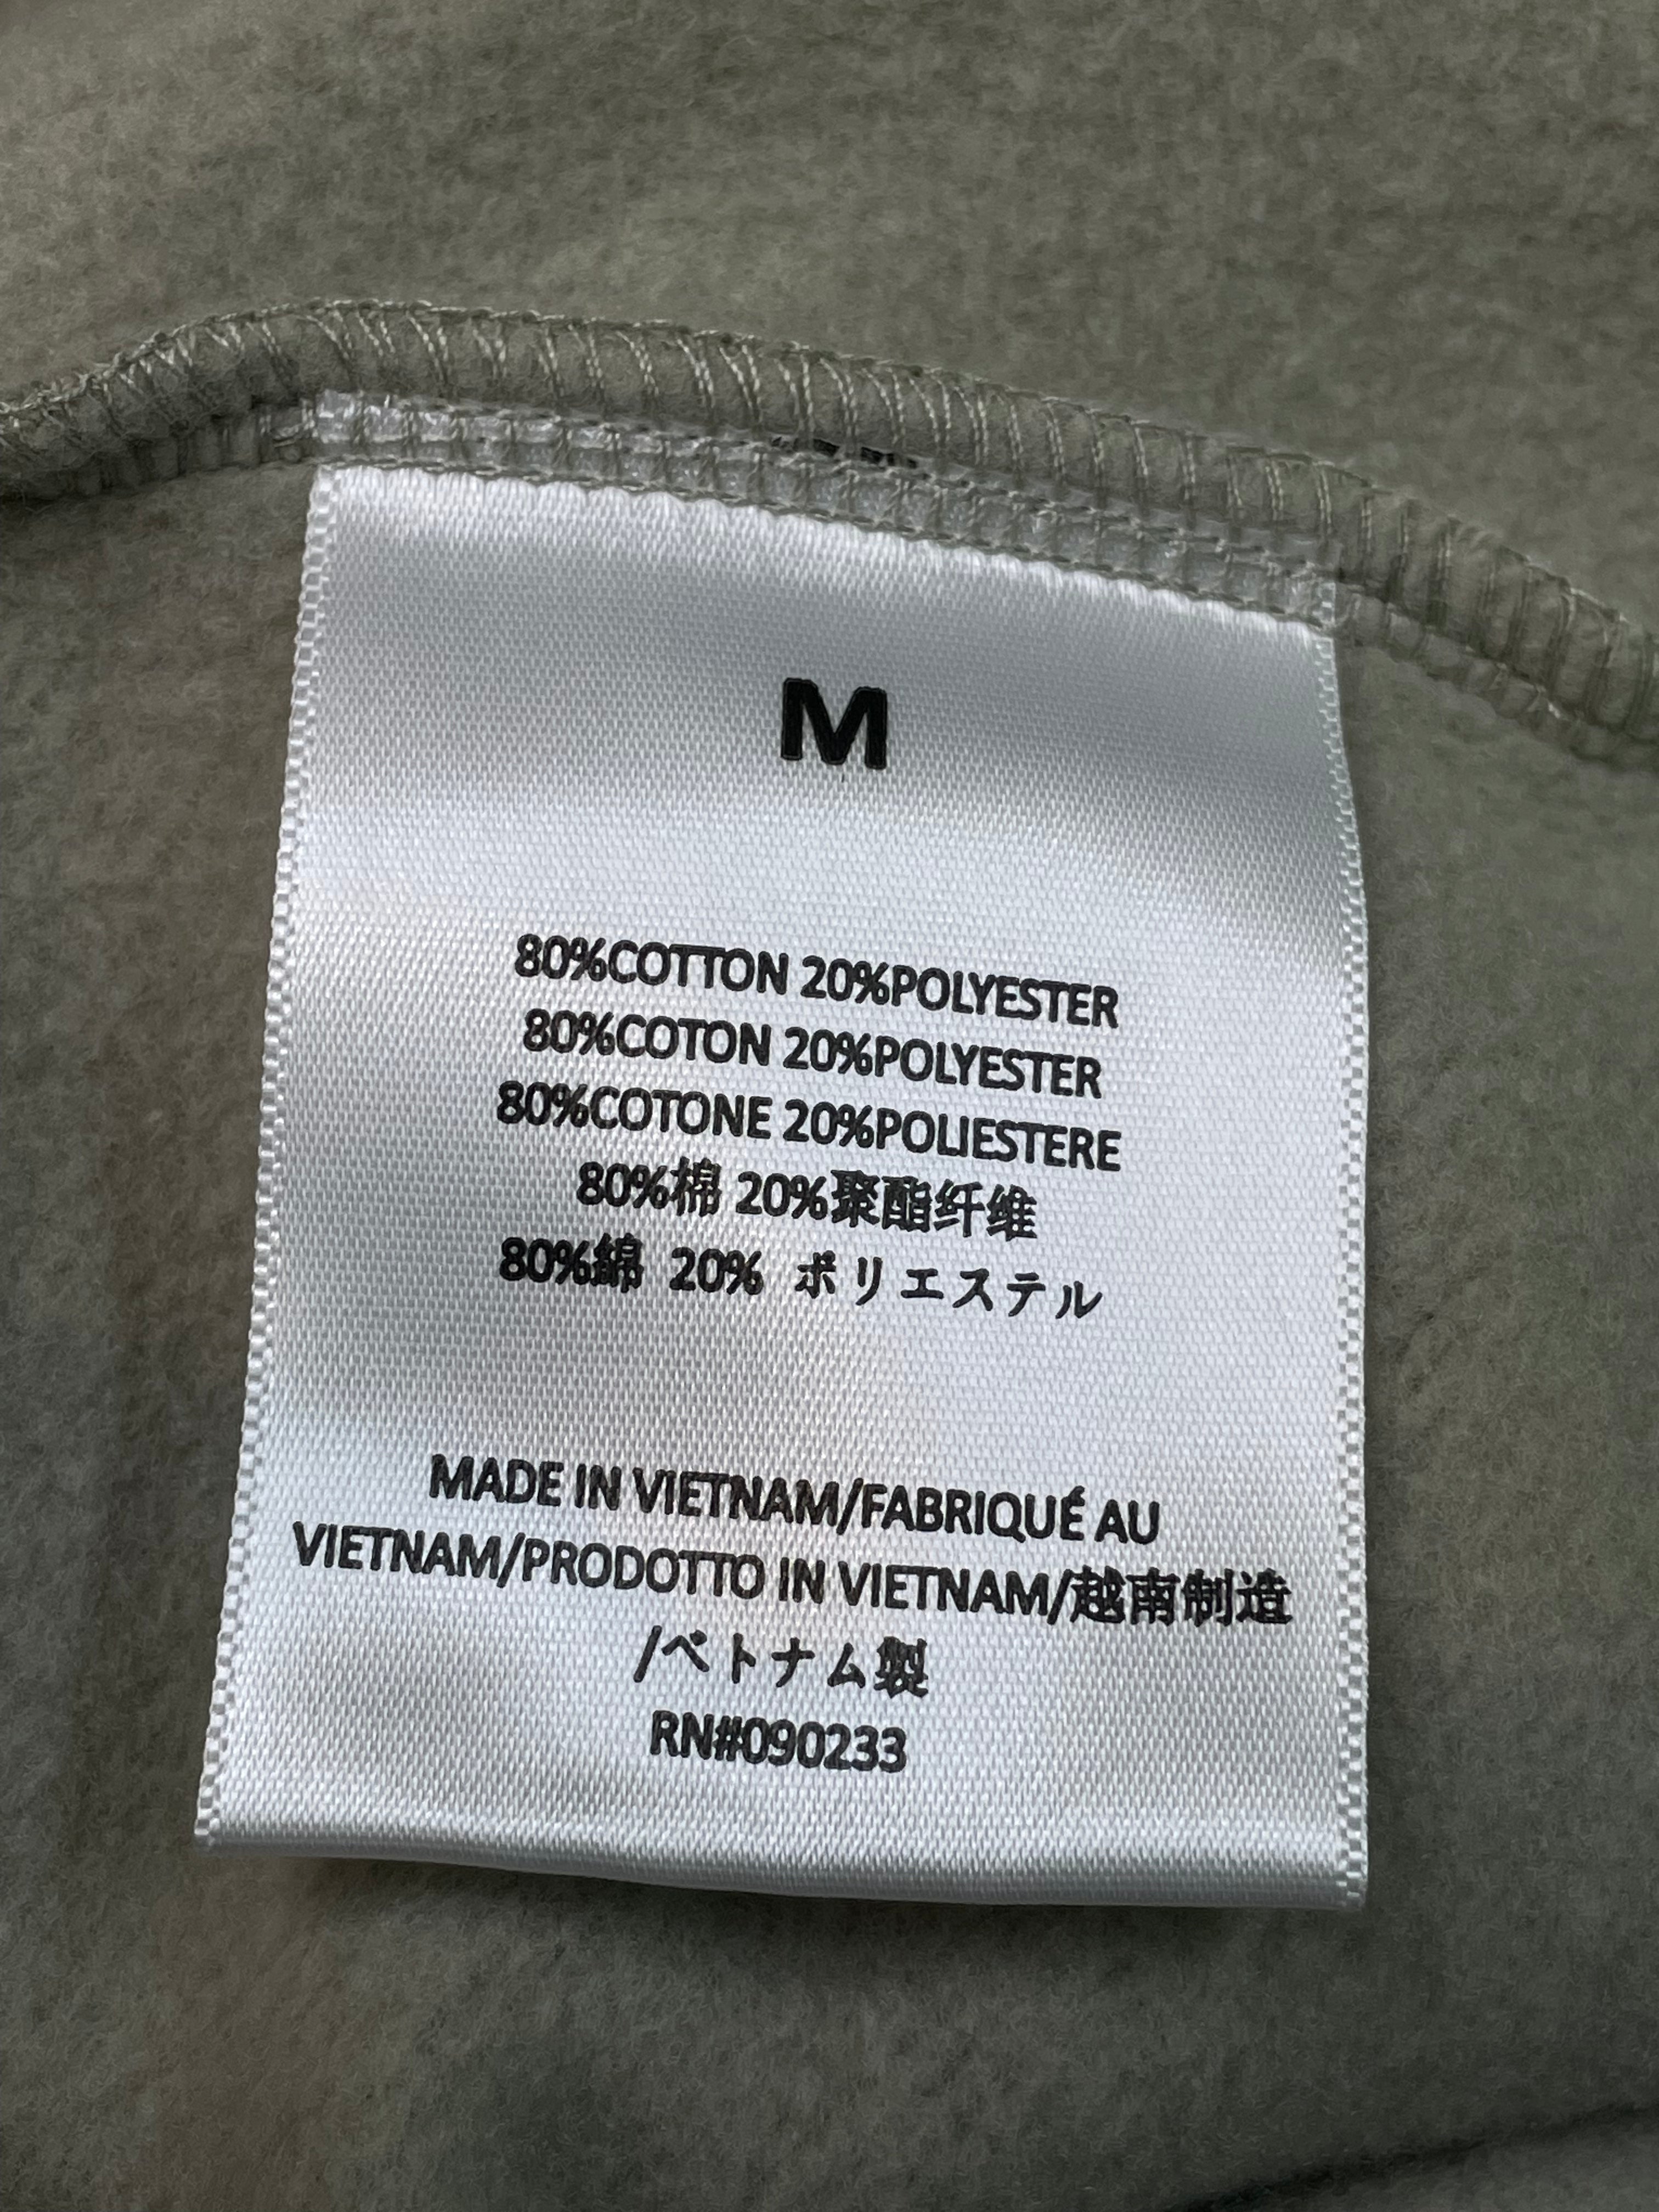 M
80%COTTON 20%POLYESTER
80%COTON 20%POLYESTER
80%COTONE 20%POLIESTERE
80%棉 20%聚酯纤维
80%綿 20% ポリエステル
MADE IN VIETNAM/FABRIQUÉ AU
VIETNAM/PRODOTTO IN VIETNAM/越南制造
/ベトナム製
RN#090233